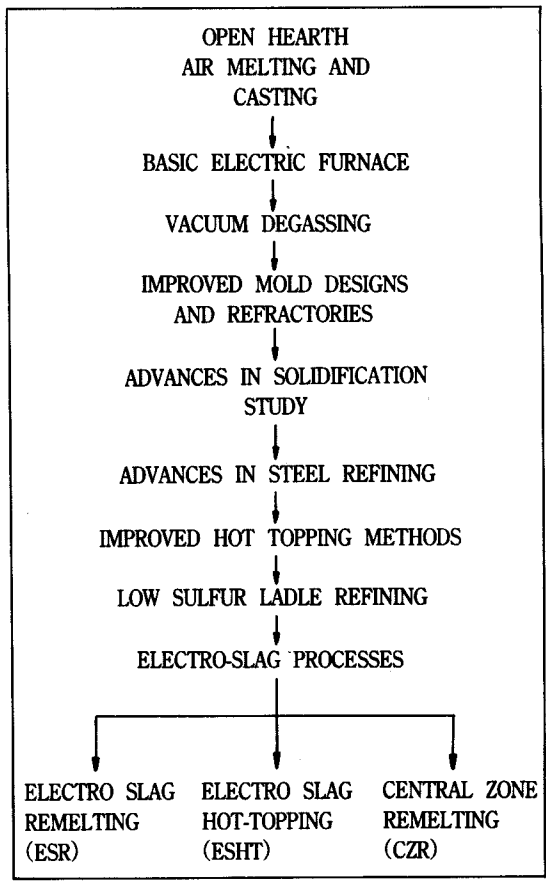 OPEN HEARTH
AIR MELTING AND
CASTING
BASIC ELECTRIC FURNACE
VACUUM DEGASSING
IMPROVED MOLD DESIGNS
AND REFRACTORIES
ADVANCES IN SOLIDIFICATION
STUDY
ADVANCES IN STEEL REFINING
IMPROVED HOT TOPPING METHODS
LOW SULFUR LADLE REFINING
ELECTRO-SLAG PROCESSES
ELECTRO SLAG
REMELTING
(ESR)
ELECTRO SLAG
HOT-TOPPING
(ESHT)
CENTRAL ZONE
REMELTING
(CZR)